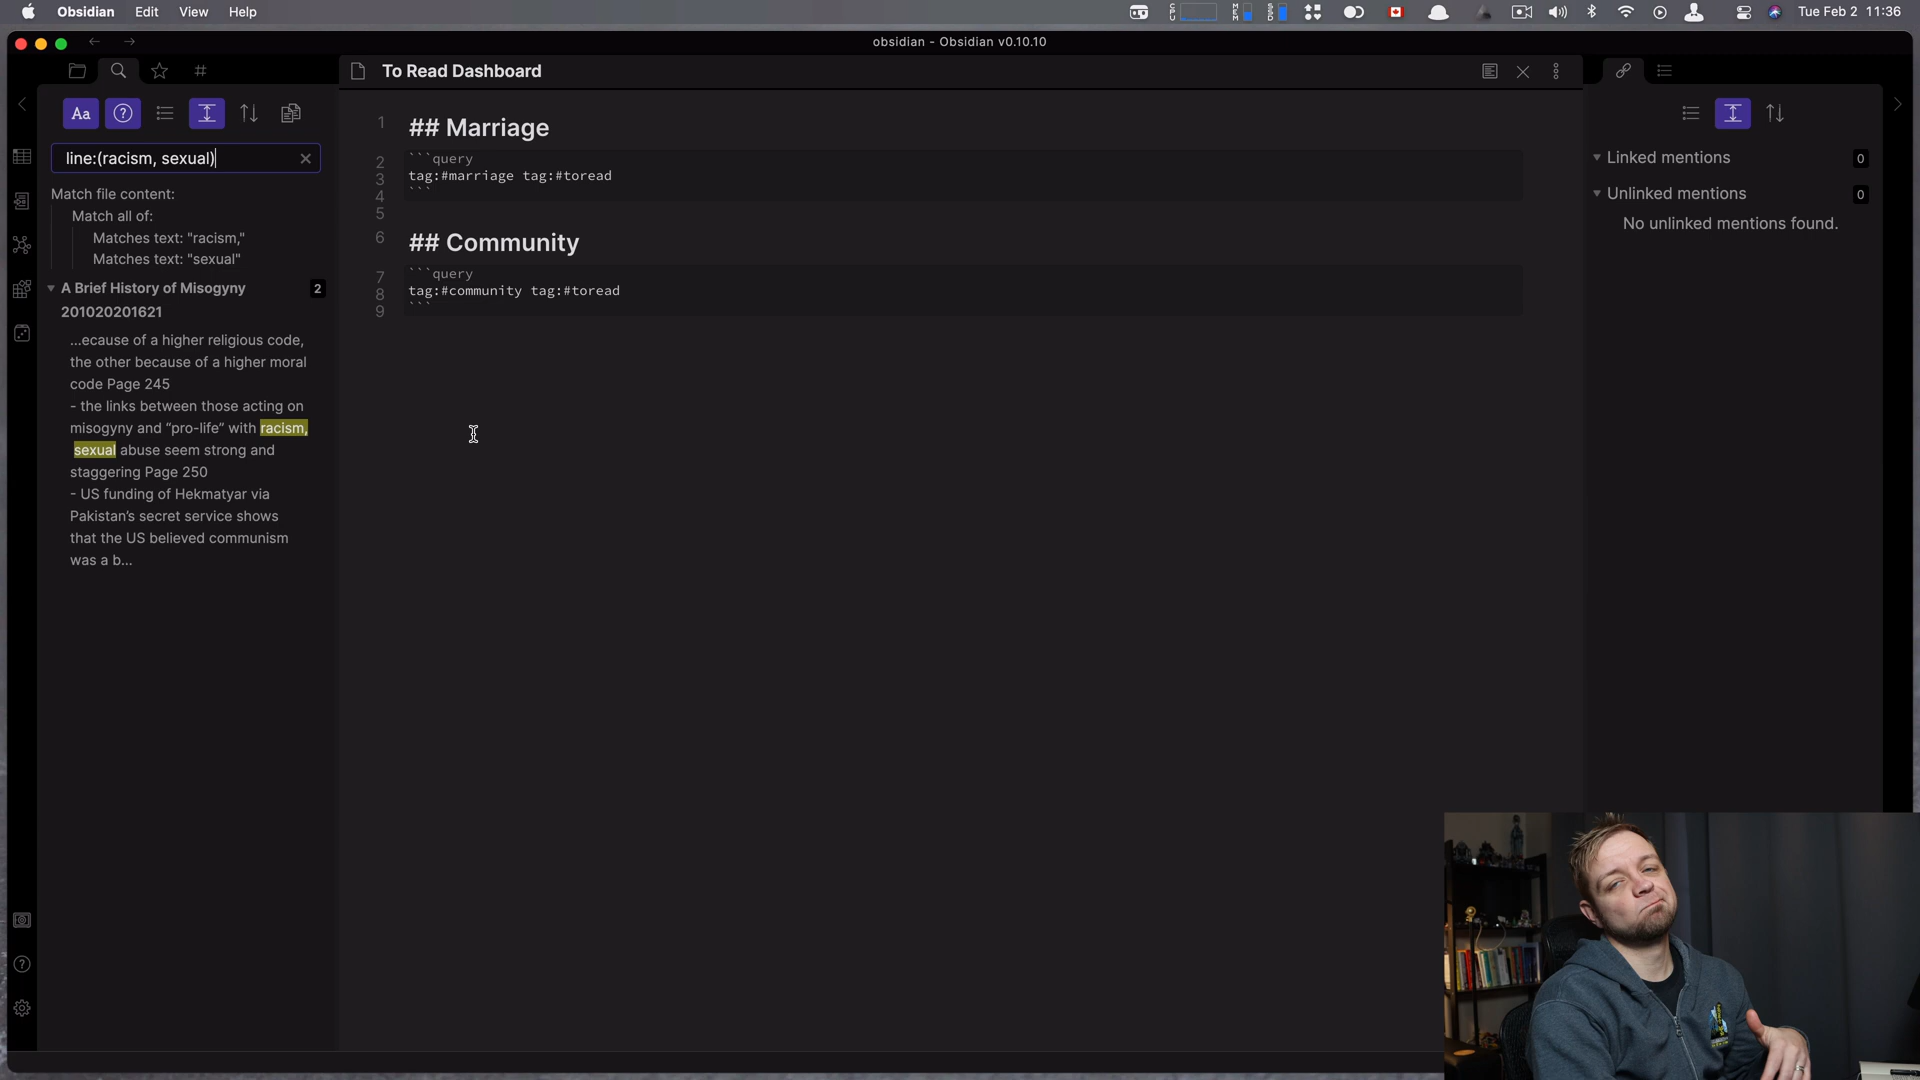 Obsidian Edit View Help
CPU MEM SSD
Tue Feb 2 11:36
obsidian - Obsidian v0.10.10
Aa
line:(racism, sexual)
Match file content:
Match all of:
Matches text: "racism,"
Matches text: "sexual"
A Brief History of Misogyny 2
201020201621
...ecause of a higher religious code,
the other because of a higher moral
code Page 245
- the links between those acting on
misogyny and “pro-life” with racism,
sexual abuse seem strong and
staggering Page 250
- US funding of Hekmatyar via
Pakistan’s secret service shows
that the US believed communism
was a b...
To Read Dashboard
1 ## Marriage
2 ```query
3 tag:#marriage tag:#toread
4 ```
5
6 ## Community
7 ```query
8 tag:#community tag:#toread
9 ```
Linked mentions 0
Unlinked mentions 0
No unlinked mentions found.